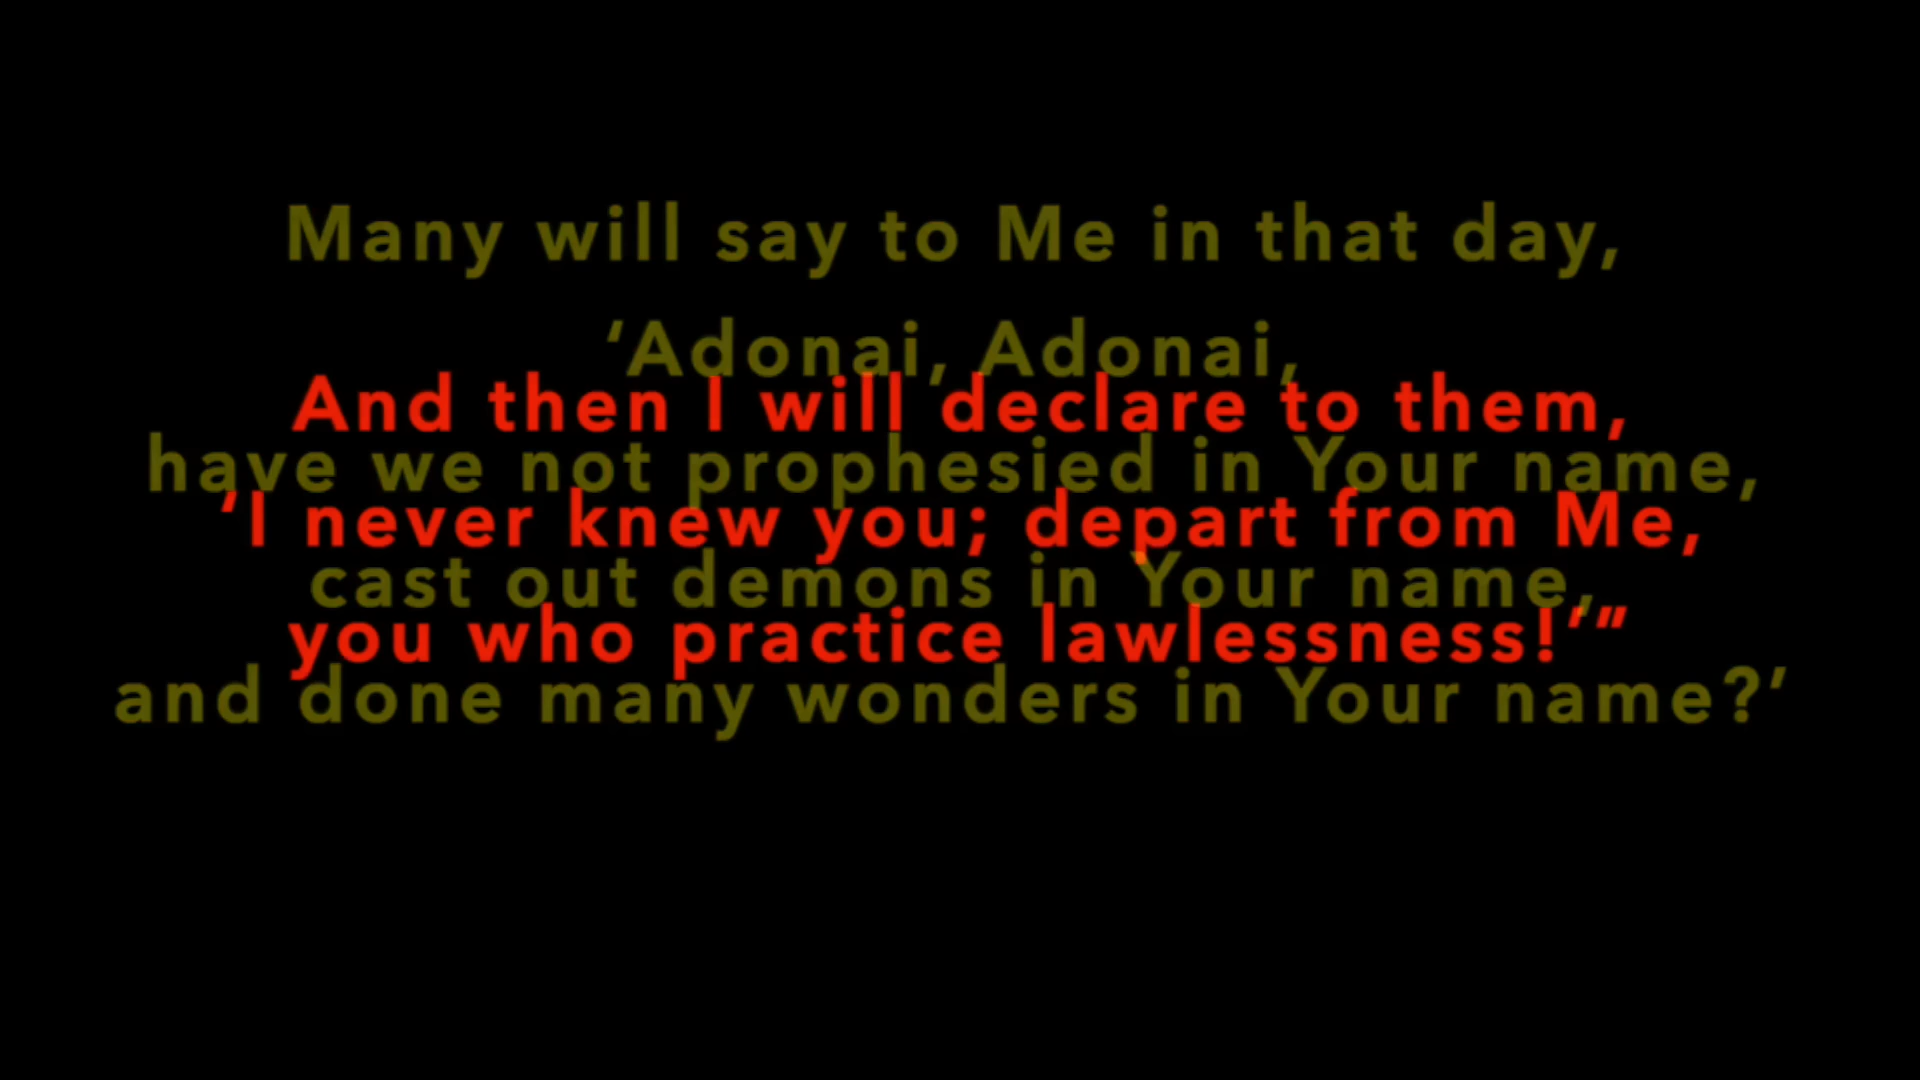 Many will say to Me in that day,
‘Adonai, Adonai,
have we not prophesied in Your name,
cast out demons in Your name,
and done many wonders in Your name?’
And then I will declare to them,
‘I never knew you; depart from Me,
you who practice lawlessness!’”